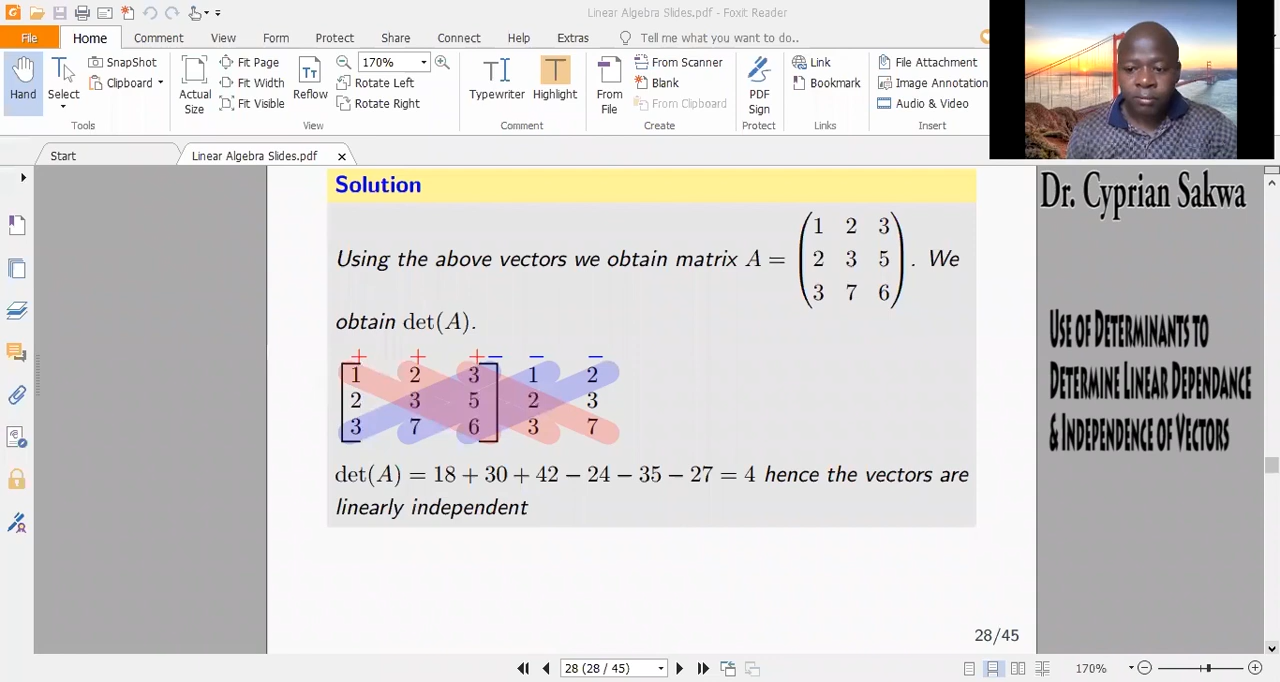 Linear Algebra Slides.pdf - Foxit Reader
File Home Comment View Form Protect Share Connect Help Extras Tell me what you want to do..
Hand
Select
SnapShot
Clipboard
Tools
Actual Size
Fit Page
Fit Width
Fit Visible
Reflow
170%
Rotate Left
Rotate Right
View
Typewriter
Highlight
Comment
From File
From Scanner
Blank
From Clipboard
Create
PDF Sign
Protect
Link
Bookmark
Links
File Attachment
Image Annotation
Audio & Video
Insert
Start
Linear Algebra Slides.pdf
Solution
Using the above vectors we obtain matrix A = (1 2 3
2 3 5
3 7 6). We
obtain det(A).
+ + + − − −
[1 2 3] 1 2
[2 3 5] 2 3
[3 7 6] 3 7
det(A) = 18 + 30 + 42 − 24 − 35 − 27 = 4 hence the vectors are
linearly independent
28/45
Dr. Cyprian Sakwa
Use of Determinants to
Determine Linear Dependance
& Independence of Vectors
28 (28 / 45)
170%